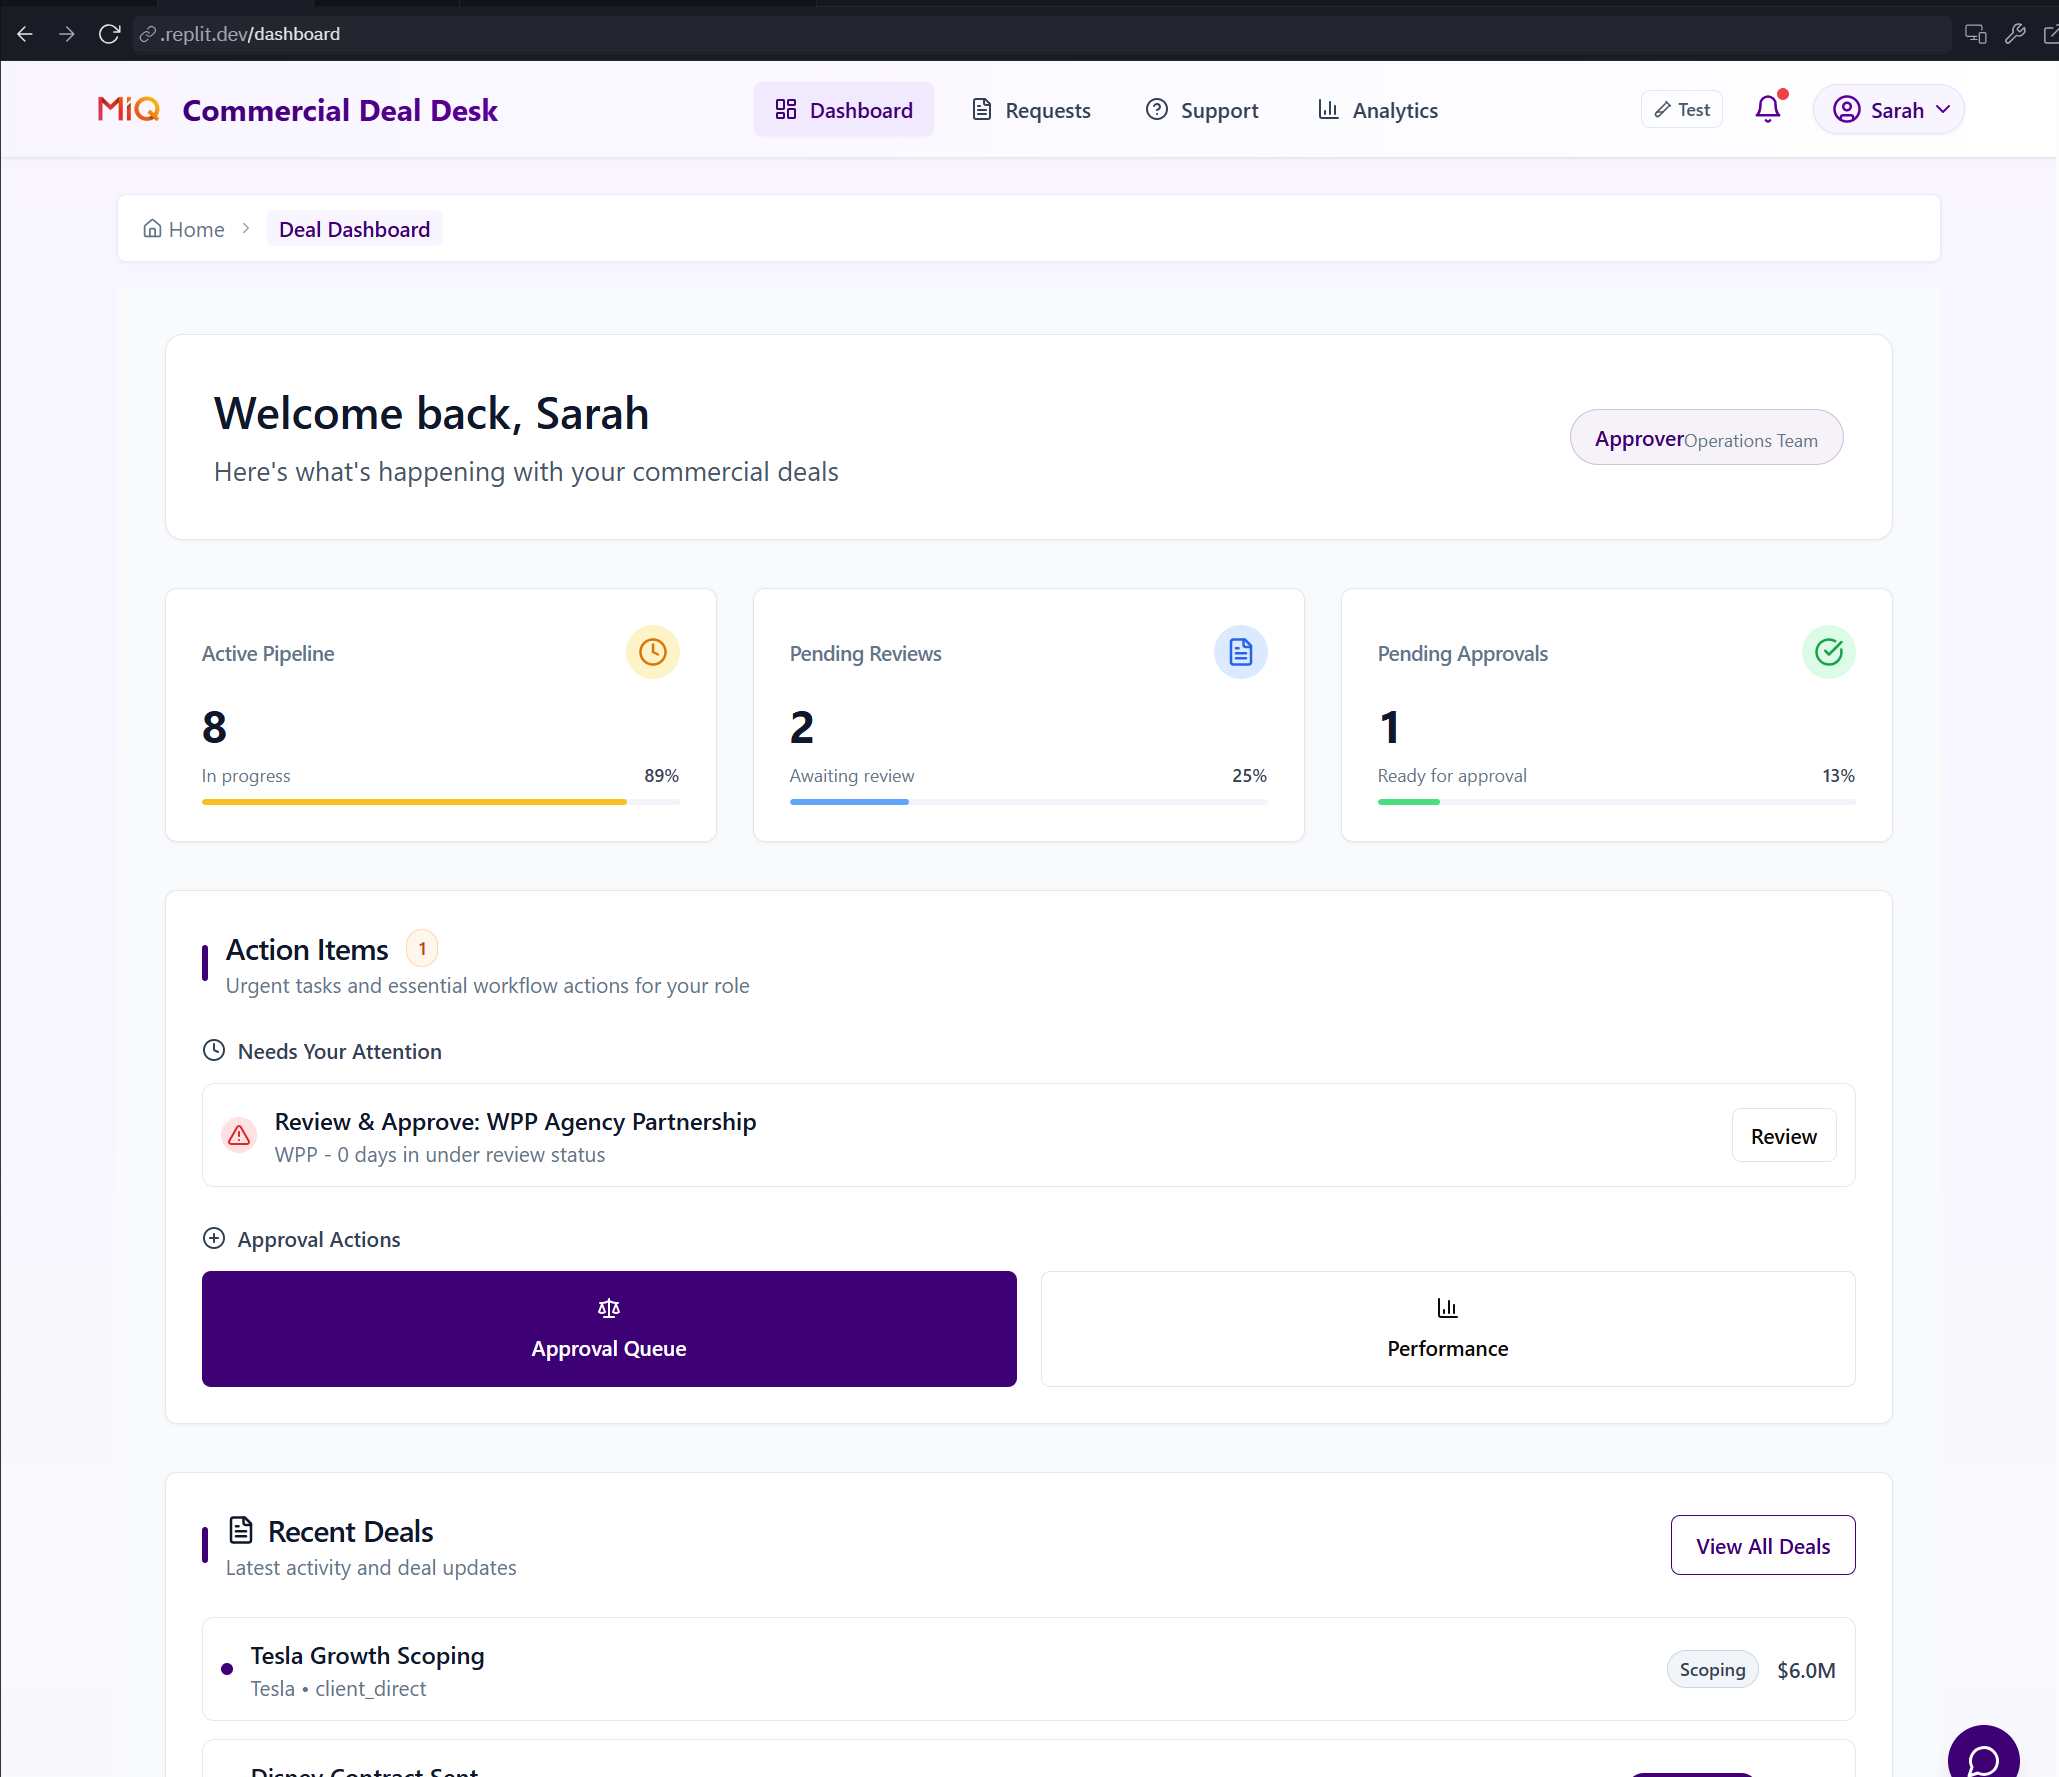 .replit.dev/dashboard
MiQ Commercial Deal Desk
Dashboard
Requests
Support
Analytics
Test
Sarah
Home
Deal Dashboard
Welcome back, Sarah
Here's what's happening with your commercial deals
Approver Operations Team
Active Pipeline
8
In progress 89%
Pending Reviews
2
Awaiting review 25%
Pending Approvals
1
Ready for approval 13%
Action Items 1
Urgent tasks and essential workflow actions for your role
Needs Your Attention
Review & Approve: WPP Agency Partnership
WPP - 0 days in under review status
Review
Approval Actions
Approval Queue
Performance
Recent Deals
Latest activity and deal updates
View All Deals
Tesla Growth Scoping
Tesla • client_direct
Scoping $6.0M
Disney Contract Sent